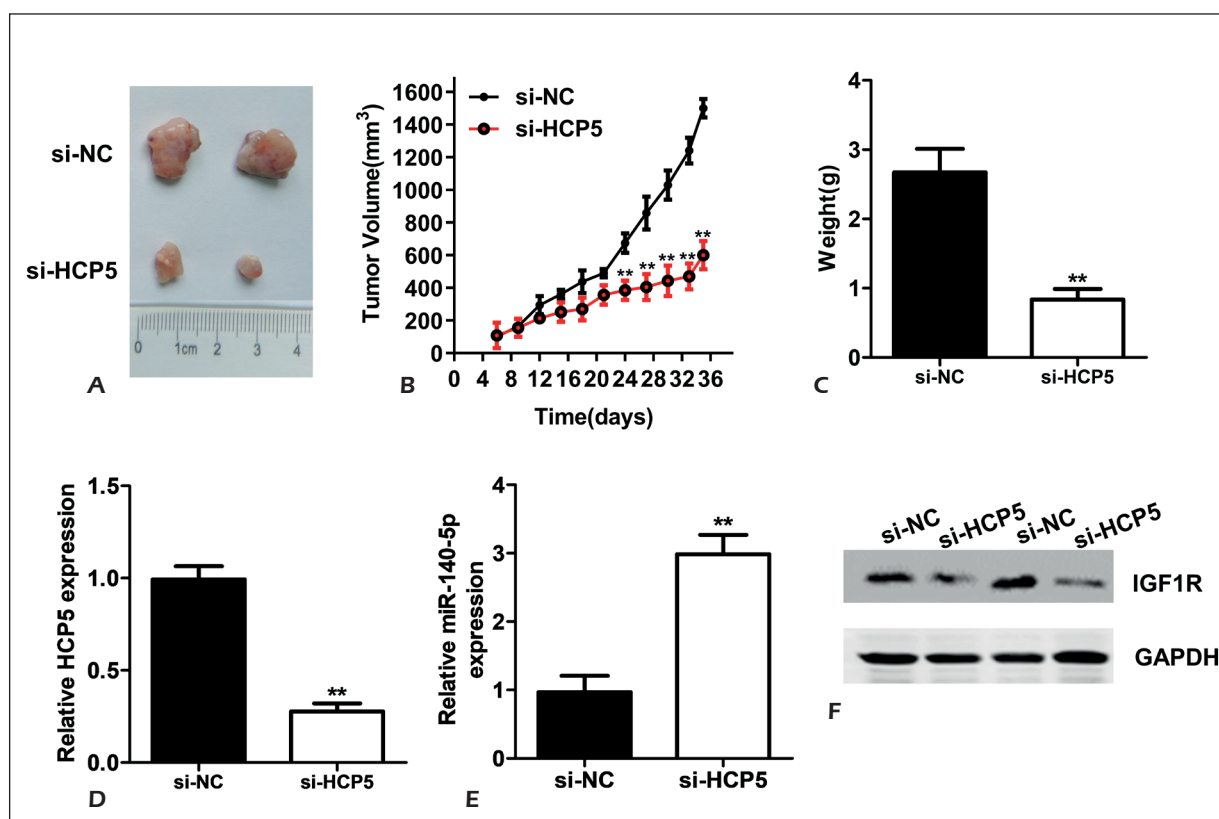 si-NC
si-HCP5
0 1cm 2 3 4
A
Tumor Volume(mm³)
1600
1400
1200
1000
800
600
400
200
0
si-NC
si-HCP5
** ** ** ** **
0 4 8 12 16 20 24 28 32 36
Time(days)
B
Weight(g)
4
3
2
1
0
**
si-NC si-HCP5
C
Relative HCP5 expression
1.5
1.0
0.5
0.0
**
si-NC si-HCP5
D
Relative miR-140-5p
expression
4
3
2
1
0
**
si-NC si-HCP5
E
si-NC si-HCP5 si-NC si-HCP5
IGF1R
GAPDH
F